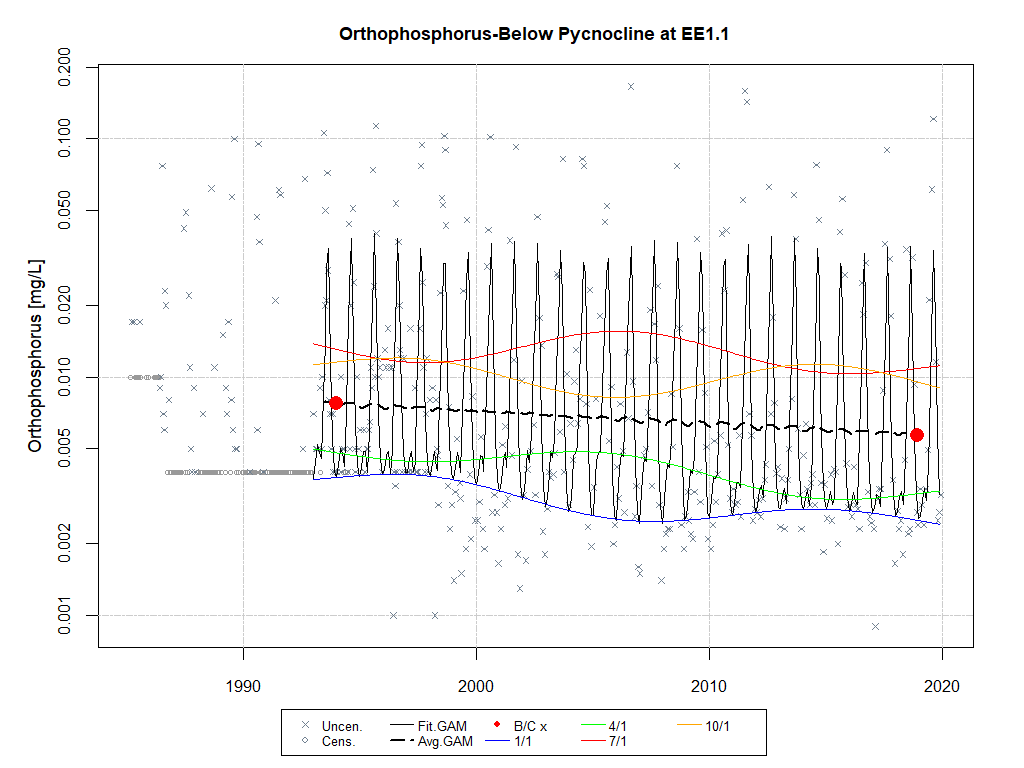 Orthophosphorus-Below Pycnocline at EE1.1
Orthophosphorus [mg/L]
0.200
0.100
0.050
0.020
0.010
0.005
0.002
0.001
1990 2000 2010 2020
Uncen. Fit.GAM B/C x 4/1 10/1
Cens. Avg.GAM 1/1 7/1